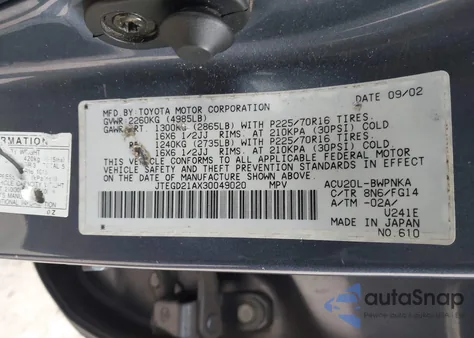 MFD. BY: TOYOTA MOTOR CORPORATION DATE 09/02
GVWR 2260KG (4985LB)
GAWR FRT. 1300KG (2865LB) WITH P225/70R16 TIRES.
16X6 1/2JJ RIMS, AT 210KPA (30PSI) COLD
RR. 1240KG (2735LB) WITH P225/70R16 TIRES.
16X6 1/2JJ RIMS, AT 210KPA (30PSI) COLD
THIS VEHICLE CONFORMS TO ALL APPLICABLE FEDERAL MOTOR
VEHICLE SAFETY, BUMPER, AND THEFT PREVENTION STANDARDS
IN EFFECT ON THE DATE OF MANUFACTURE SHOWN ABOVE.
JTEGD21AX30049020 MPV
ACU20L-BWPNKA
C/TR 8N6/FG14
A/TM -02A/
U241E
MADE IN JAPAN
NO.610
autoSnap